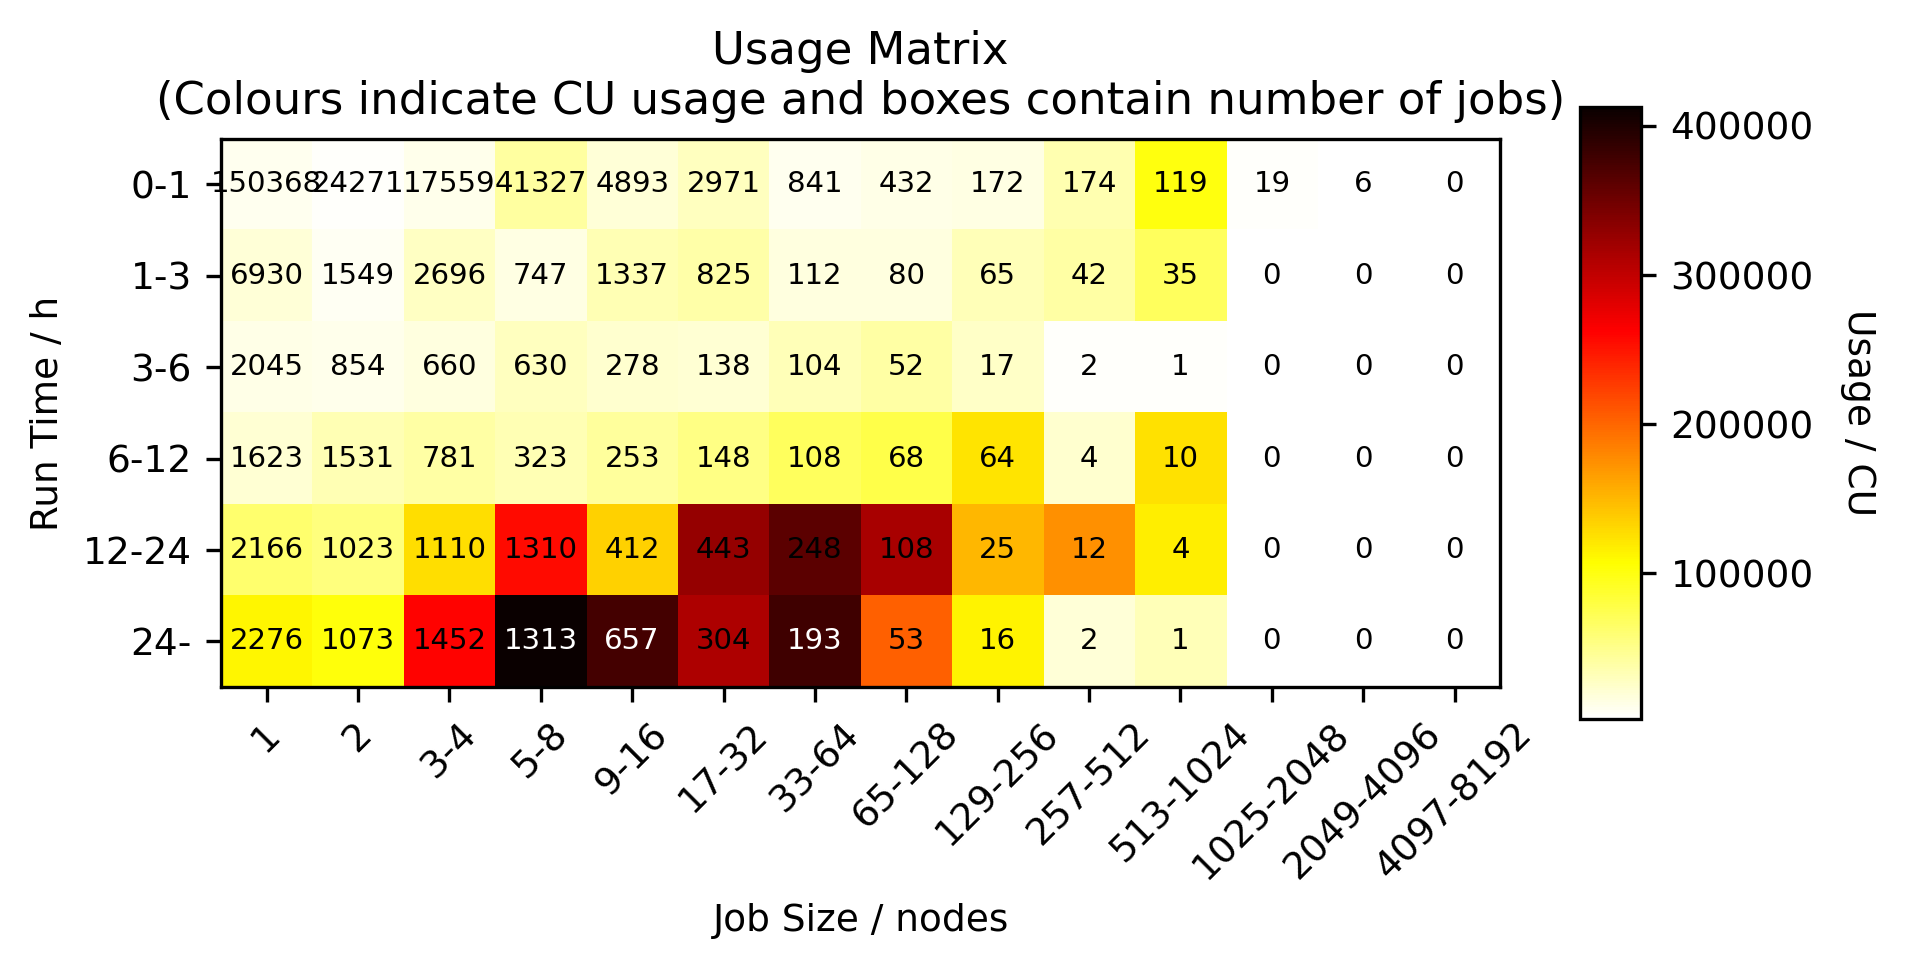 Usage Matrix
(Colours indicate CU usage and boxes contain number of jobs)
0-1 150368 24271 17559 41327 4893 2971 841 432 172 174 119 19 6 0
1-3 6930 1549 2696 747 1337 825 112 80 65 42 35 0 0 0
3-6 2045 854 660 630 278 138 104 52 17 2 1 0 0 0
6-12 1623 1531 781 323 253 148 108 68 64 4 10 0 0 0
12-24 2166 1023 1110 1310 412 443 248 108 25 12 4 0 0 0
24- 2276 1073 1452 1313 657 304 193 53 16 2 1 0 0 0
1 2 3-4 5-8 9-16 17-32 33-64 65-128 129-256 257-512 513-1024 1025-2048 2049-4096 4097-8192
Job Size / nodes
Run Time / h
400000
300000
200000
100000
Usage / CU